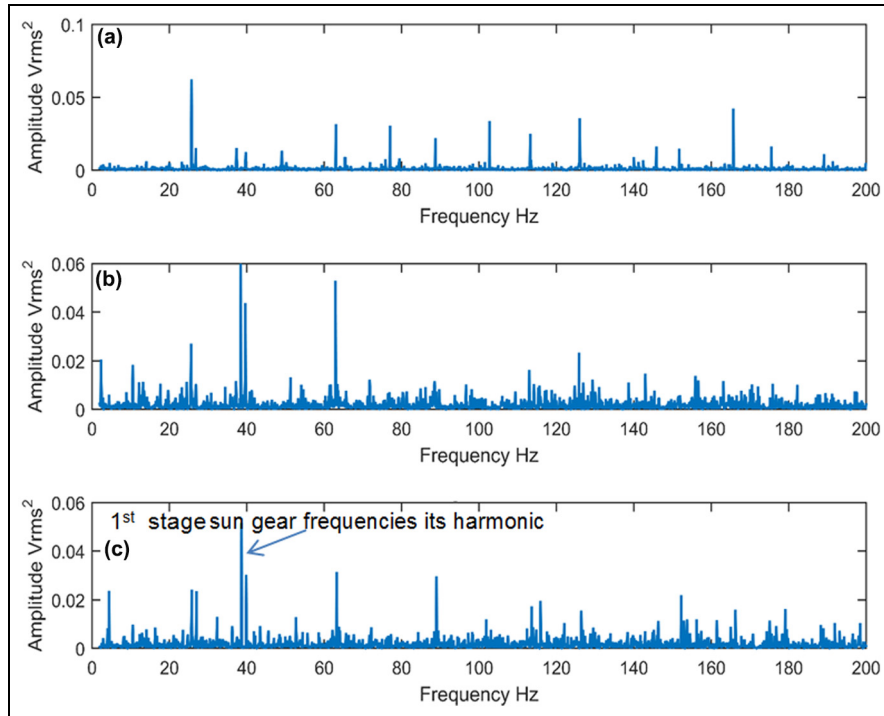 (a)
Amplitude Vrms²
0.1
0.05
0
0 20 40 60 80 100 120 140 160 180 200
Frequency Hz
(b)
Amplitude Vrms²
0.06
0.04
0.02
0
0 20 40 60 80 100 120 140 160 180 200
Frequency Hz
1st stage sun gear frequencies its harmonic
(c)
Amplitude Vrms²
0.06
0.04
0.02
0
0 20 40 60 80 100 120 140 160 180 200
Frequency Hz